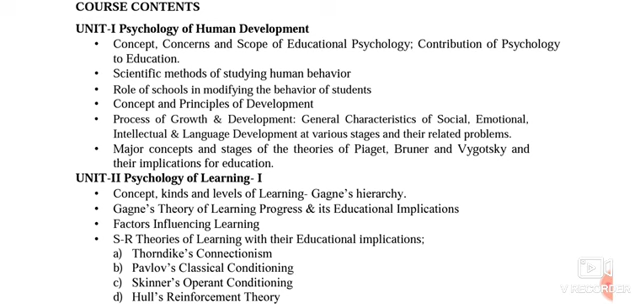 COURSE CONTENTS
UNIT-I Psychology of Human Development
• Concept, Concerns and Scope of Educational Psychology; Contribution of Psychology
to Education.
• Scientific methods of studying human behavior
• Role of schools in modifying the behavior of students
• Concept and Principles of Development
• Process of Growth & Development: General Characteristics of Social, Emotional,
Intellectual & Language Development at various stages and their related problems.
• Major concepts and stages of the theories of Piaget, Bruner and Vygotsky and
their implications for education.
UNIT-II Psychology of Learning- I
• Concept, kinds and levels of Learning- Gagne's hierarchy.
• Gagne's Theory of Learning Progress & its Educational Implications
• Factors Influencing Learning
• S-R Theories of Learning with their Educational implications;
a) Thorndike's Connectionism
b) Pavlov's Classical Conditioning
c) Skinner's Operant Conditioning
d) Hull's Reinforcement Theory
V RECORDER